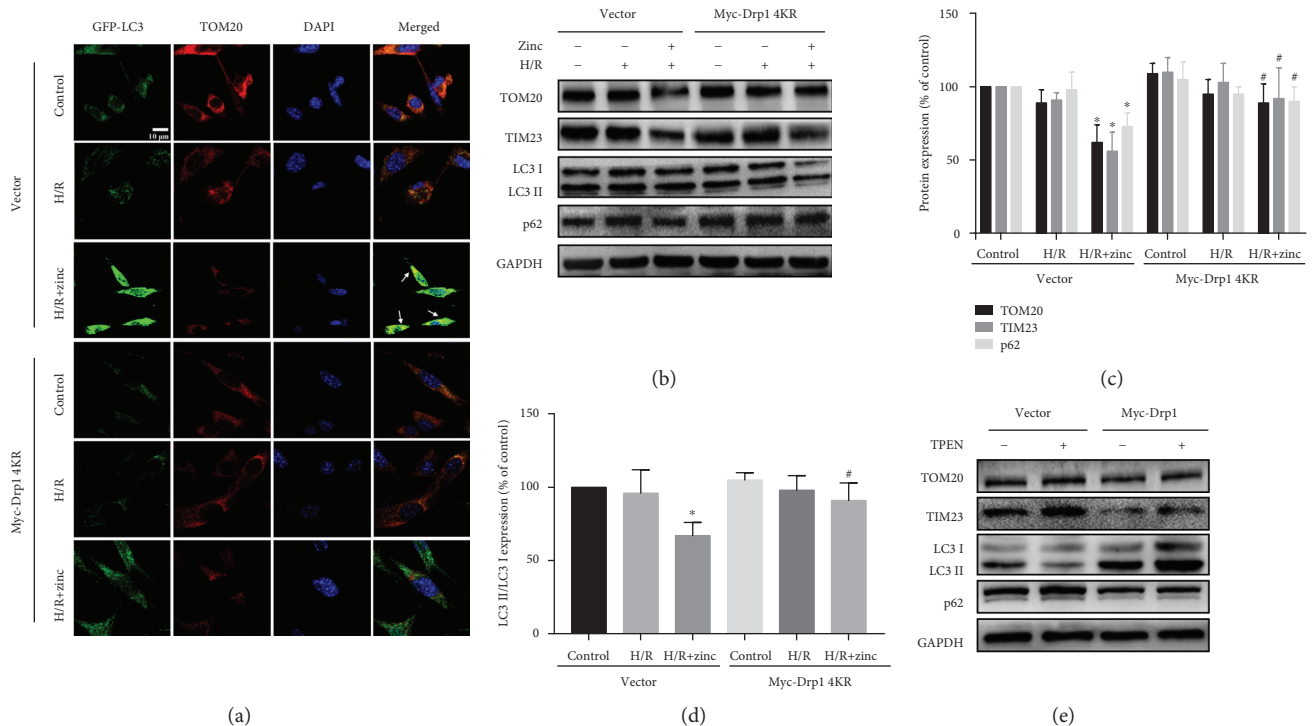 GFP-LC3 TOM20 DAPI Merged
Vector
Control
10 μm
H/R
H/R+zinc
Myc-Drp1 4KR
Control
H/R
H/R+zinc
(a)
Vector Myc-Drp1 4KR
Zinc − − + − − +
H/R − + + − + +
TOM20
TIM23
LC3 I
LC3 II
p62
GAPDH
(b)
Protein expression (% of control)
150
100
50
0
* * * # # #
Control H/R H/R+zinc Control H/R H/R+zinc
Vector Myc-Drp1 4KR
TOM20
TIM23
p62
(c)
LC3 II/LC3 I expression (% of control)
150
100
50
0
* #
Control H/R H/R+zinc Control H/R H/R+zinc
Vector Myc-Drp1 4KR
(d)
Vector Myc-Drp1
TPEN − + − +
TOM20
TIM23
LC3 I
LC3 II
p62
GAPDH
(e)